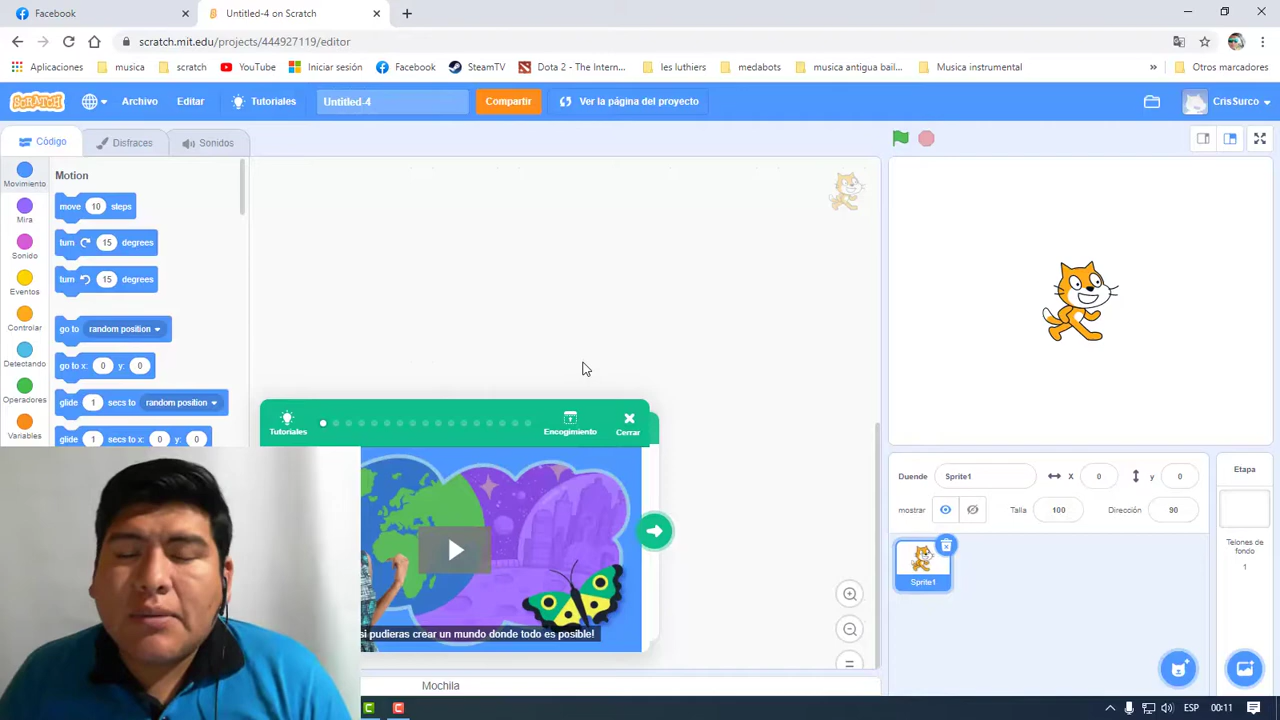 Facebook
Untitled-4 on Scratch
scratch.mit.edu/projects/444927119/editor
Aplicaciones
musica
scratch
YouTube
Iniciar sesión
Facebook
SteamTV
Dota 2 - The Intern...
les luthiers
medabots
musica antigua bail...
Musica instrumental
»
Otros marcadores
SCRATCH
Archivo
Editar
Tutoriales
Untitled-4
Compartir
Ver la página del proyecto
CrisSurco
Código
Disfraces
Sonidos
Movimiento
Mira
Sonido
Eventos
Controlar
Detectando
Operadores
Variables
Motion
move 10 steps
turn 15 degrees
turn 15 degrees
go to random position
go to x: 0 y: 0
glide 1 secs to random position
glide 1 secs to x: 0 y: 0
Tutoriales
Encogimiento
Cerrar
si pudieras crear un mundo donde todo es posible!
Mochila
Duende Sprite1 x 0 y 0
mostrar Talla 100 Dirección 90
Sprite1
Etapa
Telones de
fondo
1
ESP 00:11